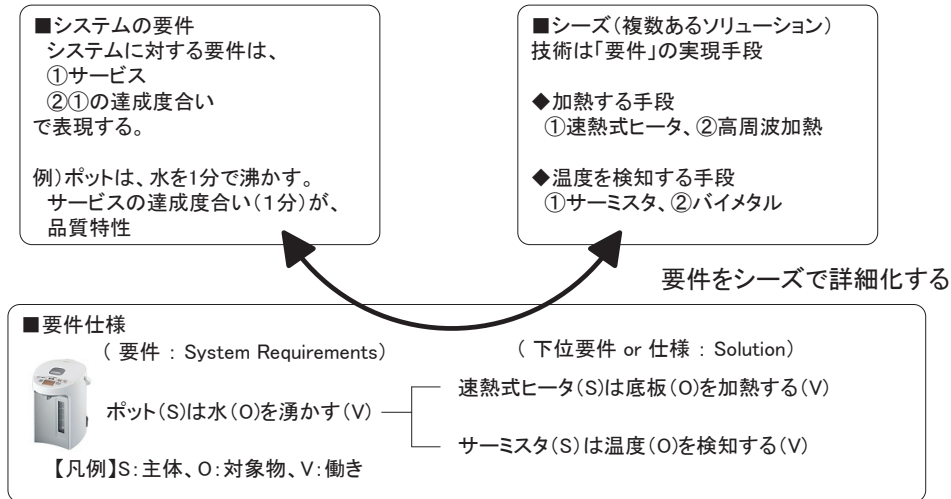 ■システムの要件
システムに対する要件は、
①サービス
②①の達成度合い
で表現する。
例)ポットは、水を1分で沸かす。
サービスの達成度合い(1分)が、
品質特性
■シーズ(複数あるソリューション)
技術は「要件」の実現手段
◆加熱する手段
①速熱式ヒータ、②高周波加熱
◆温度を検知する手段
①サーミスタ、②バイメタル
要件をシーズで詳細化する
■要件仕様
( 要件 : System Requirements)
( 下位要件 or 仕様 : Solution)
ポット(S)は水(O)を湧かす(V)
速熱式ヒータ(S)は底板(O)を加熱する(V)
サーミスタ(S)は温度(O)を検知する(V)
【凡例】S:主体、O:対象物、V:働き